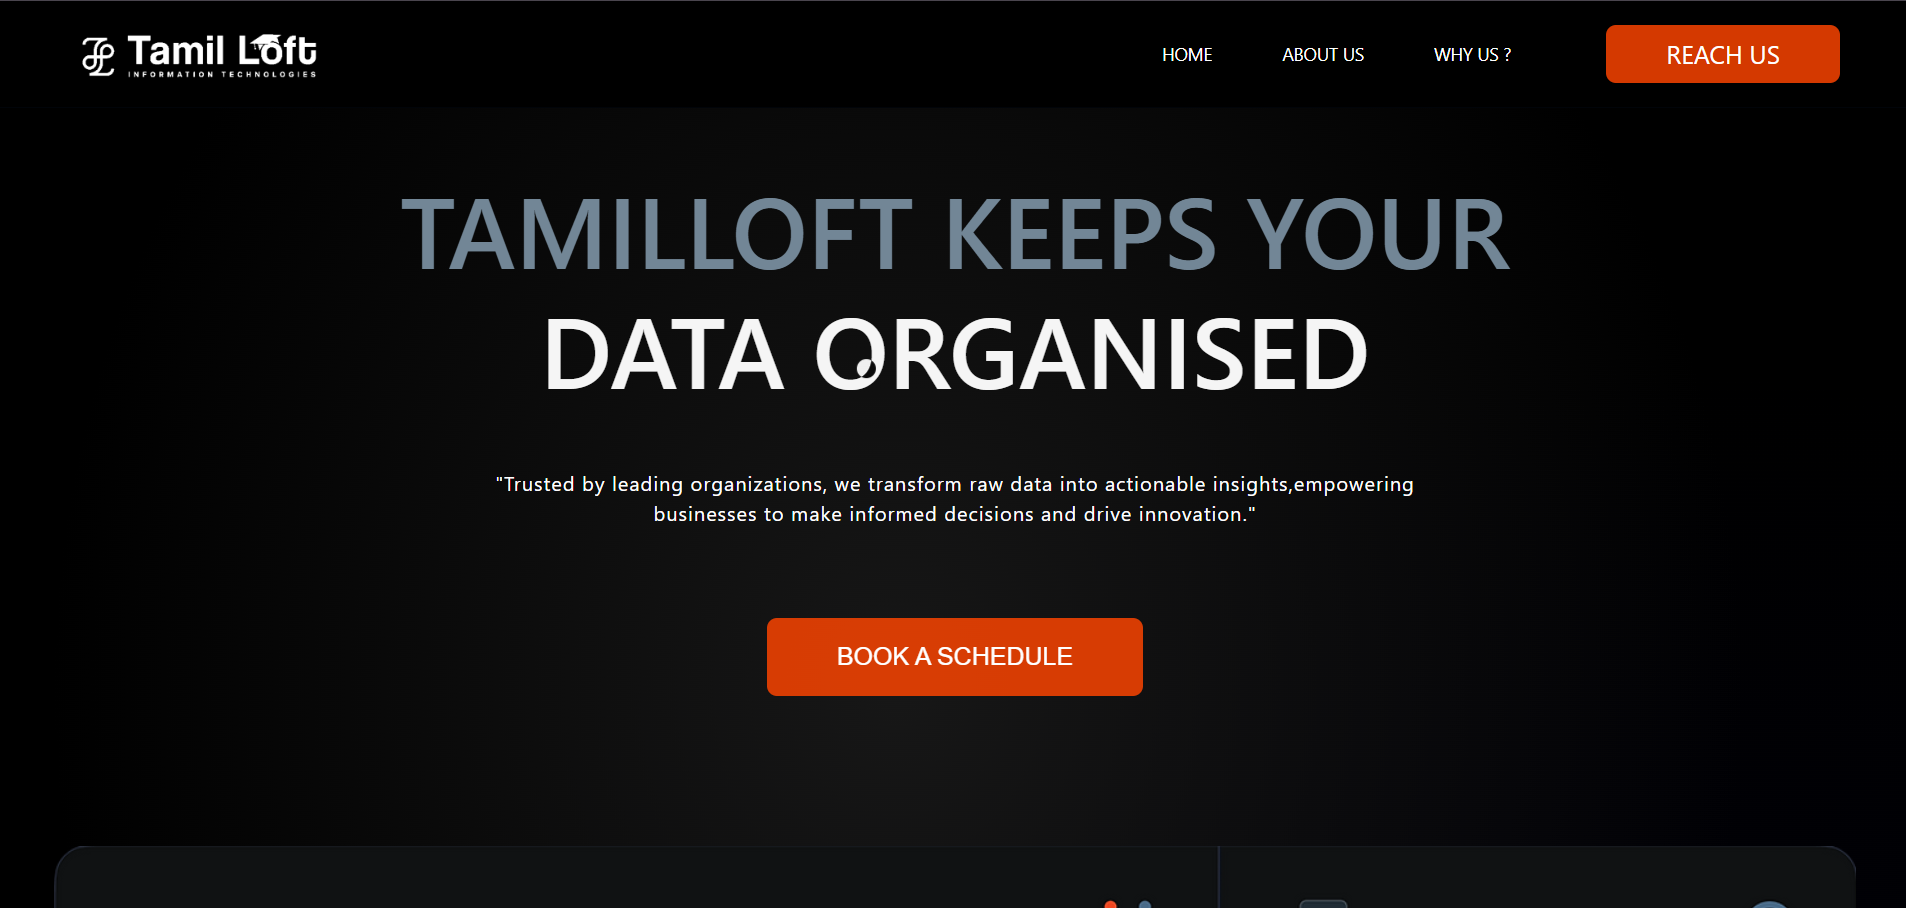 Tamil Loft
INFORMATION TECHNOLOGIES
HOME
ABOUT US
WHY US ?
REACH US
TAMILLOFT KEEPS YOUR
DATA ORGANISED
"Trusted by leading organizations, we transform raw data into actionable insights,empowering
businesses to make informed decisions and drive innovation."
BOOK A SCHEDULE